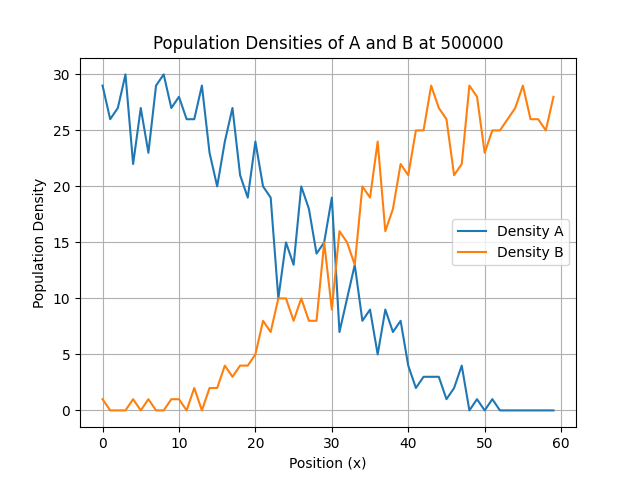 Population Densities of A and B at 500000
30
25
20
15
10
5
0
Population Density
Density A
Density B
0 10 20 30 40 50 60
Position (x)